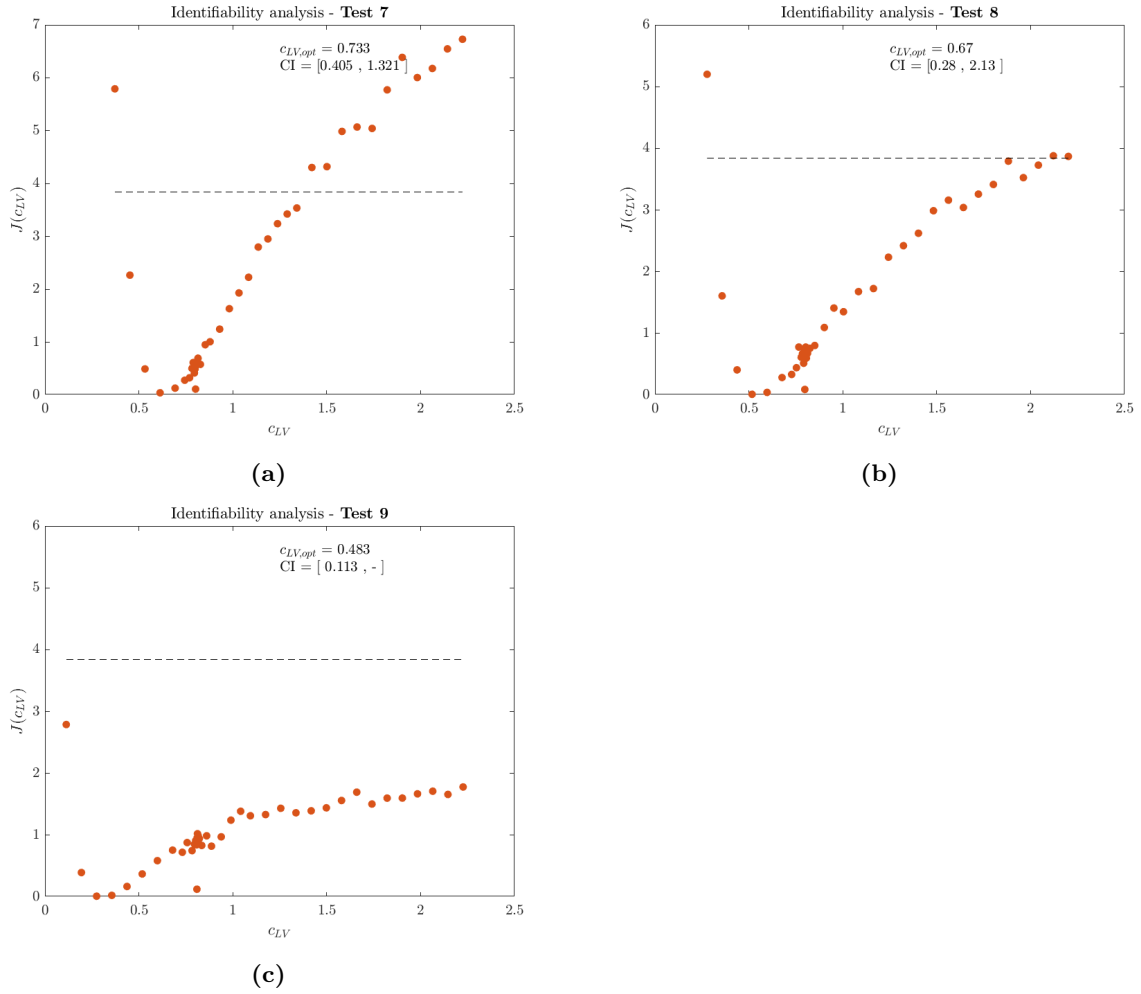 Identifiability analysis - Test 7
c_{LV,opt} = 0.733
CI = [0.405 , 1.321 ]
7
6
5
4
3
2
1
0
J(c_{LV})
0 0.5 1 1.5 2 2.5
c_{LV}
(a)
Identifiability analysis - Test 8
c_{LV,opt} = 0.67
CI = [0.28 , 2.13 ]
6
5
4
3
2
1
0
J(c_{LV})
0 0.5 1 1.5 2 2.5
c_{LV}
(b)
Identifiability analysis - Test 9
c_{LV,opt} = 0.483
CI = [ 0.113 , - ]
6
5
4
3
2
1
0
J(c_{LV})
0 0.5 1 1.5 2 2.5
c_{LV}
(c)